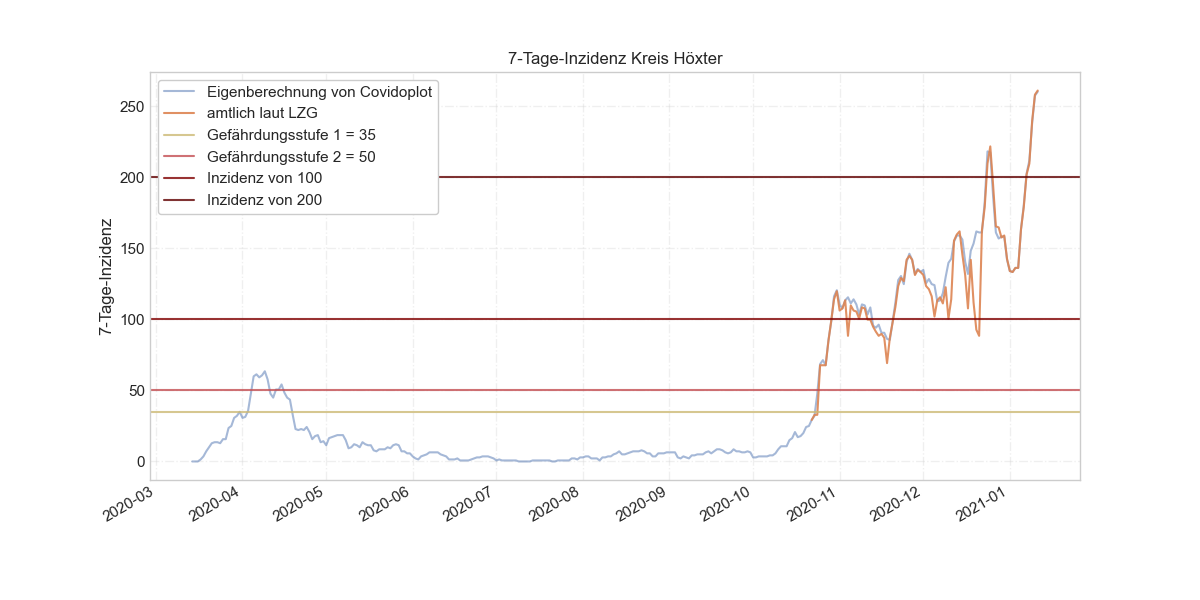 7-Tage-Inzidenz Kreis Höxter
Eigenberechnung von Covidoplot
amtlich laut LZG
Gefährdungsstufe 1 = 35
Gefährdungsstufe 2 = 50
Inzidenz von 100
Inzidenz von 200
7-Tage-Inzidenz
250
200
150
100
50
0
2020-03
2020-04
2020-05
2020-06
2020-07
2020-08
2020-09
2020-10
2020-11
2020-12
2021-01